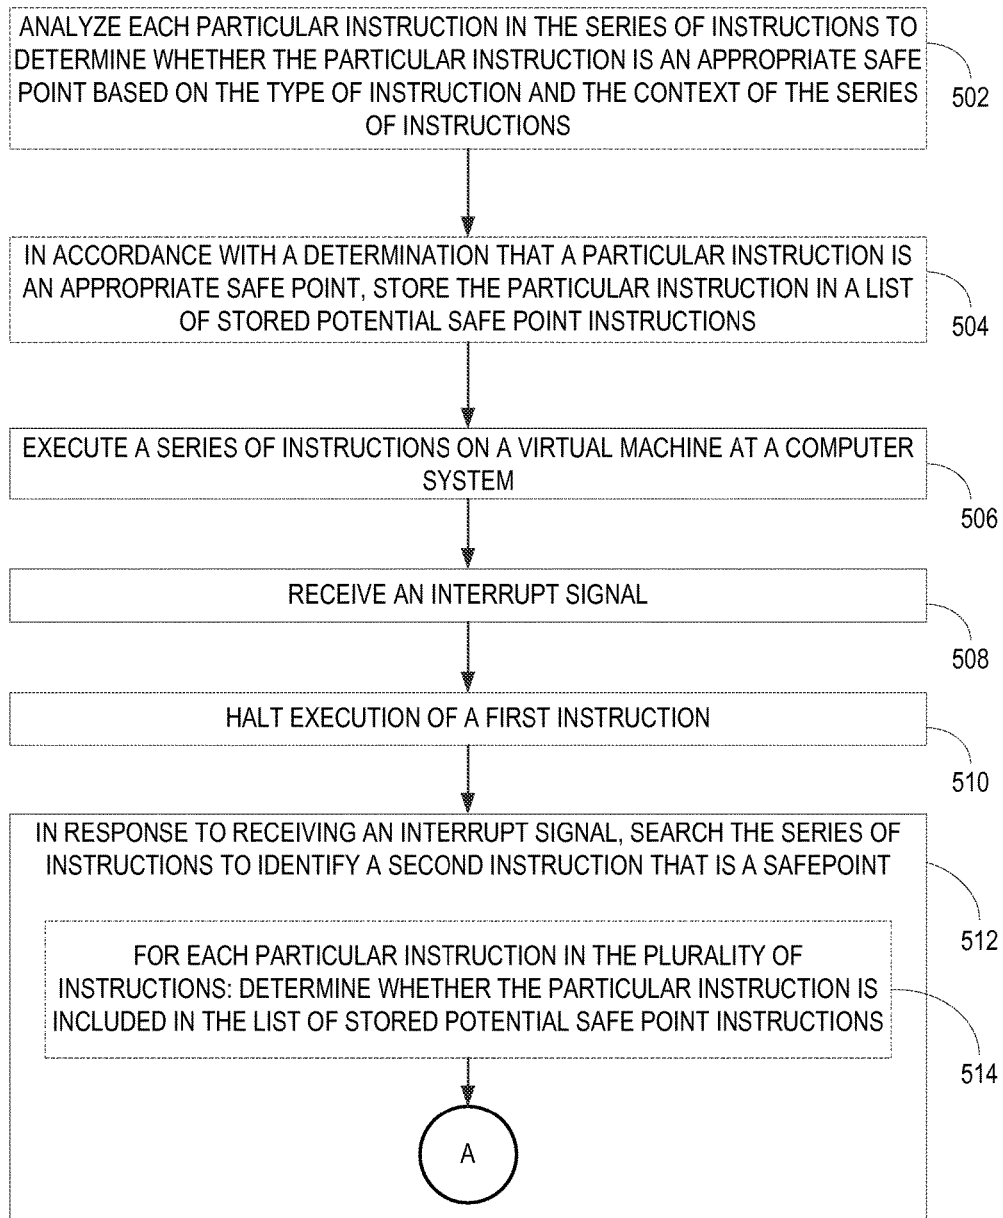 ANALYZE EACH PARTICULAR INSTRUCTION IN THE SERIES OF INSTRUCTIONS TO
DETERMINE WHETHER THE PARTICULAR INSTRUCTION IS AN APPROPRIATE SAFE
POINT BASED ON THE TYPE OF INSTRUCTION AND THE CONTEXT OF THE SERIES
OF INSTRUCTIONS
502
IN ACCORDANCE WITH A DETERMINATION THAT A PARTICULAR INSTRUCTION IS
AN APPROPRIATE SAFE POINT, STORE THE PARTICULAR INSTRUCTION IN A LIST
OF STORED POTENTIAL SAFE POINT INSTRUCTIONS
504
EXECUTE A SERIES OF INSTRUCTIONS ON A VIRTUAL MACHINE AT A COMPUTER
SYSTEM
506
RECEIVE AN INTERRUPT SIGNAL
508
HALT EXECUTION OF A FIRST INSTRUCTION
510
IN RESPONSE TO RECEIVING AN INTERRUPT SIGNAL, SEARCH THE SERIES OF
INSTRUCTIONS TO IDENTIFY A SECOND INSTRUCTION THAT IS A SAFEPOINT
512
FOR EACH PARTICULAR INSTRUCTION IN THE PLURALITY OF
INSTRUCTIONS: DETERMINE WHETHER THE PARTICULAR INSTRUCTION IS
INCLUDED IN THE LIST OF STORED POTENTIAL SAFE POINT INSTRUCTIONS
514
A